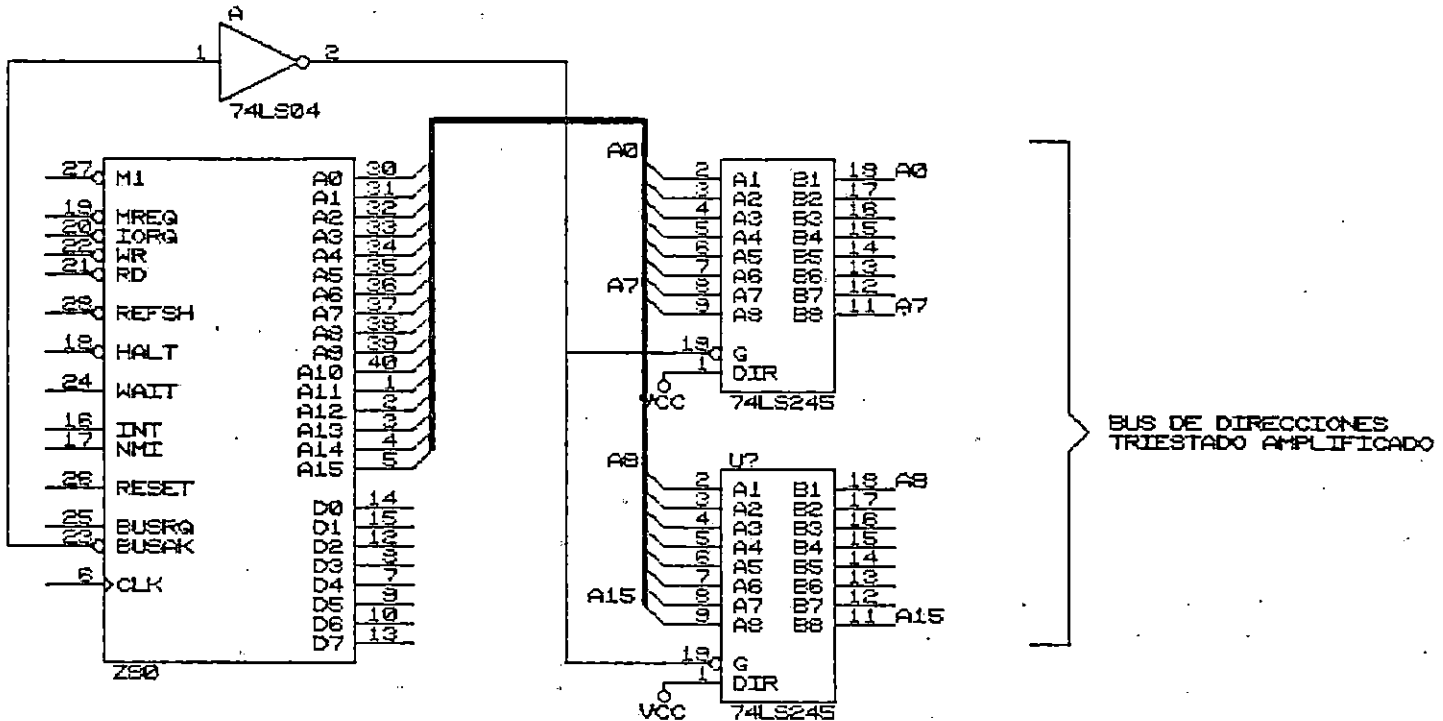 A
1
2
74LS04
27 M1
19 MREQ
20 IORQ
22 WR
21 RD
28 REFSH
18 HALT
24 WAIT
16 INT
17 NMI
26 RESET
25 BUSRQ
23 BUSAK
6 CLK
A0 30
A1 31
A2 32
A3 33
A4 34
A5 35
A6 36
A7 37
A8 38
A9 39
A10 40
A11 1
A12 2
A13 3
A14 4
A15 5
D0 14
D1 15
D2 12
D3 8
D4 7
D5 9
D6 10
D7 13
Z80
A0
A7
2 A1 B1 18 A0
3 A2 B2 17
4 A3 B3 16
5 A4 B4 15
6 A5 B5 14
7 A6 B6 13
8 A7 B7 12
9 A8 B8 11 A7
19 G
1 DIR
VCC
74LS245
A8
A15
U?
2 A1 B1 18 A8
3 A2 B2 17
4 A3 B3 16
5 A4 B4 15
6 A5 B5 14
7 A6 B6 13
8 A7 B7 12
9 A8 B8 11 A15
19 G
1 DIR
VCC
74LS245
BUS DE DIRECCIONES
TRIESTADO AMPLIFICADO